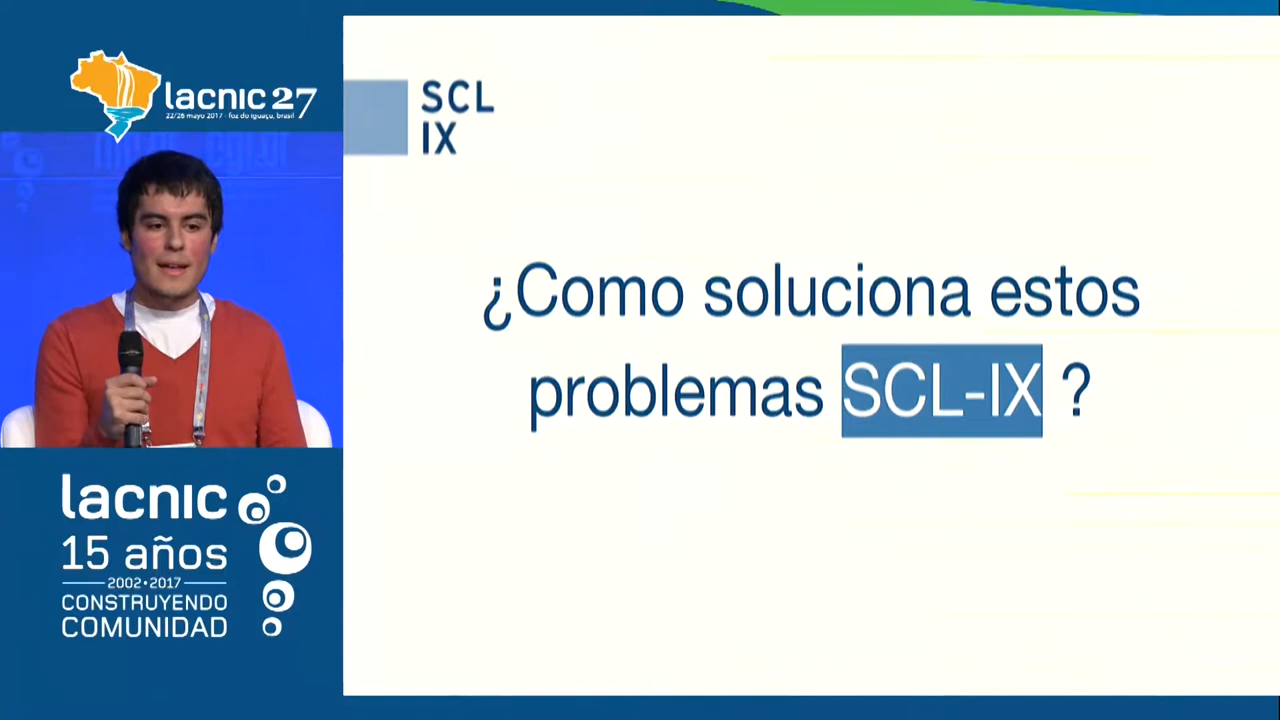 lacnic 27
22/26 mayo 2017 - foz do iguaçu, brasil
SCL
IX
¿Como soluciona estos
problemas SCL-IX ?
lacnic
15 años
2002•2017
CONSTRUYENDO
COMUNIDAD